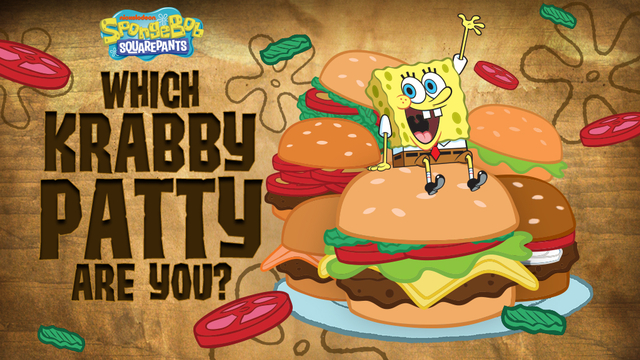 nickelodeon
SpongeBob
SQUAREPANTS
WHICH
KRABBY
PATTY
ARE YOU?